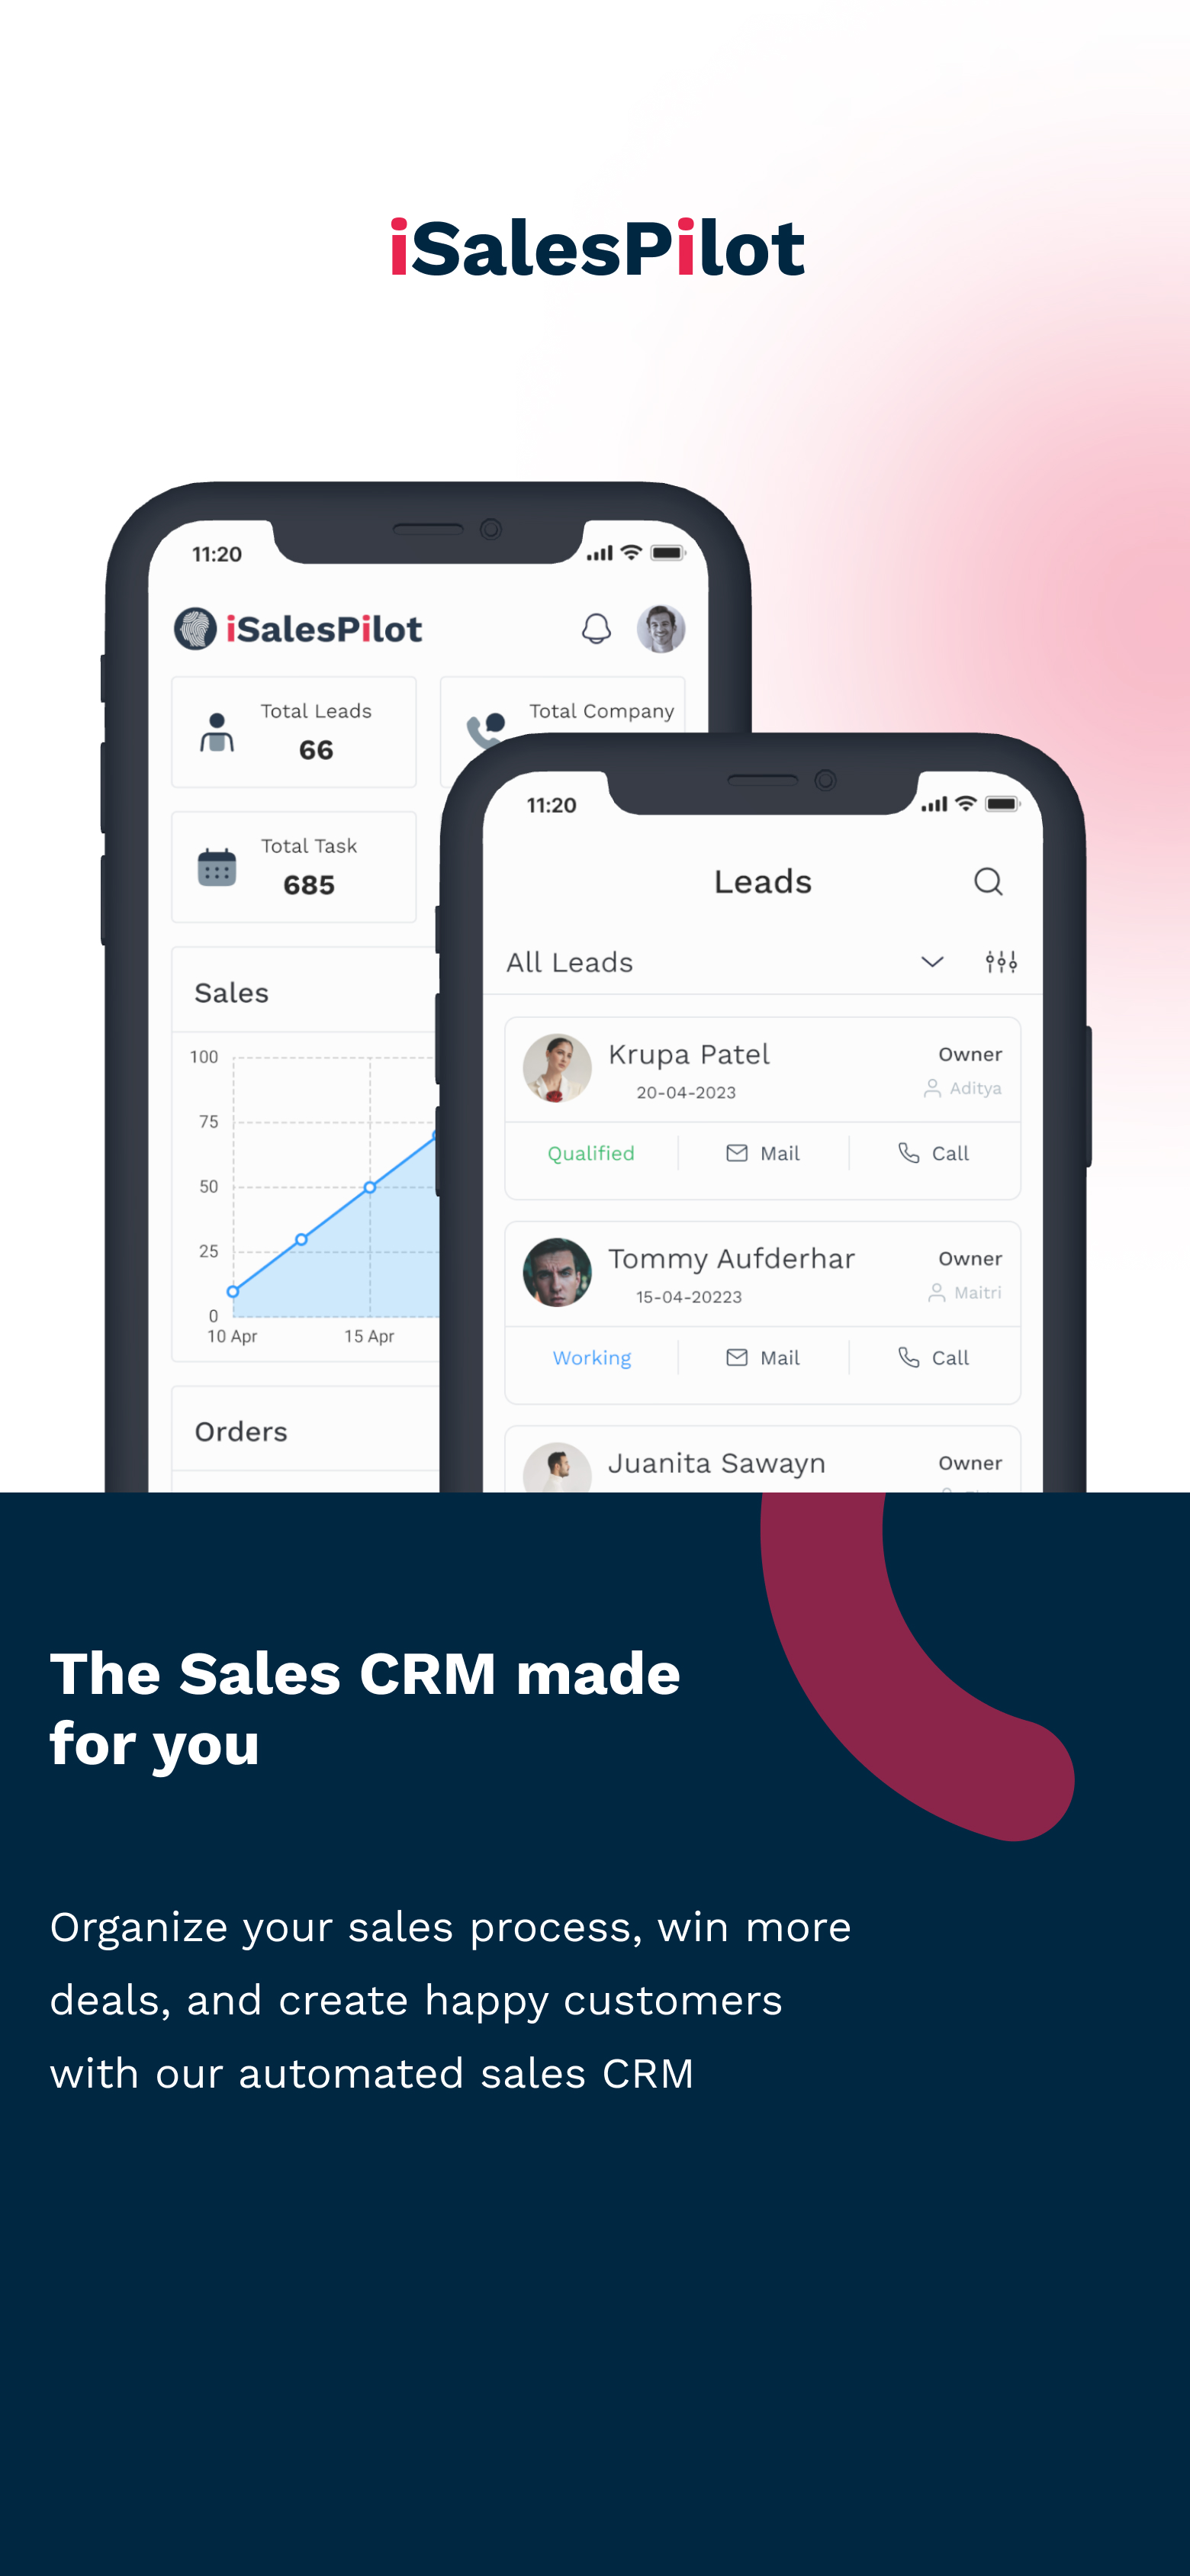 iSalesPilot
11:20
iSalesPilot
Total Leads
66
Total Company
Total Task
685
Sales
100
75
50
25
0
10 Apr
15 Apr
Orders
11:20
Leads
All Leads
Krupa Patel
20-04-2023
Owner
Aditya
Qualified
Mail
Call
Tommy Aufderhar
15-04-20223
Owner
Maitri
Working
Mail
Call
Juanita Sawayn
Owner
The Sales CRM made
for you
Organize your sales process, win more
deals, and create happy customers
with our automated sales CRM